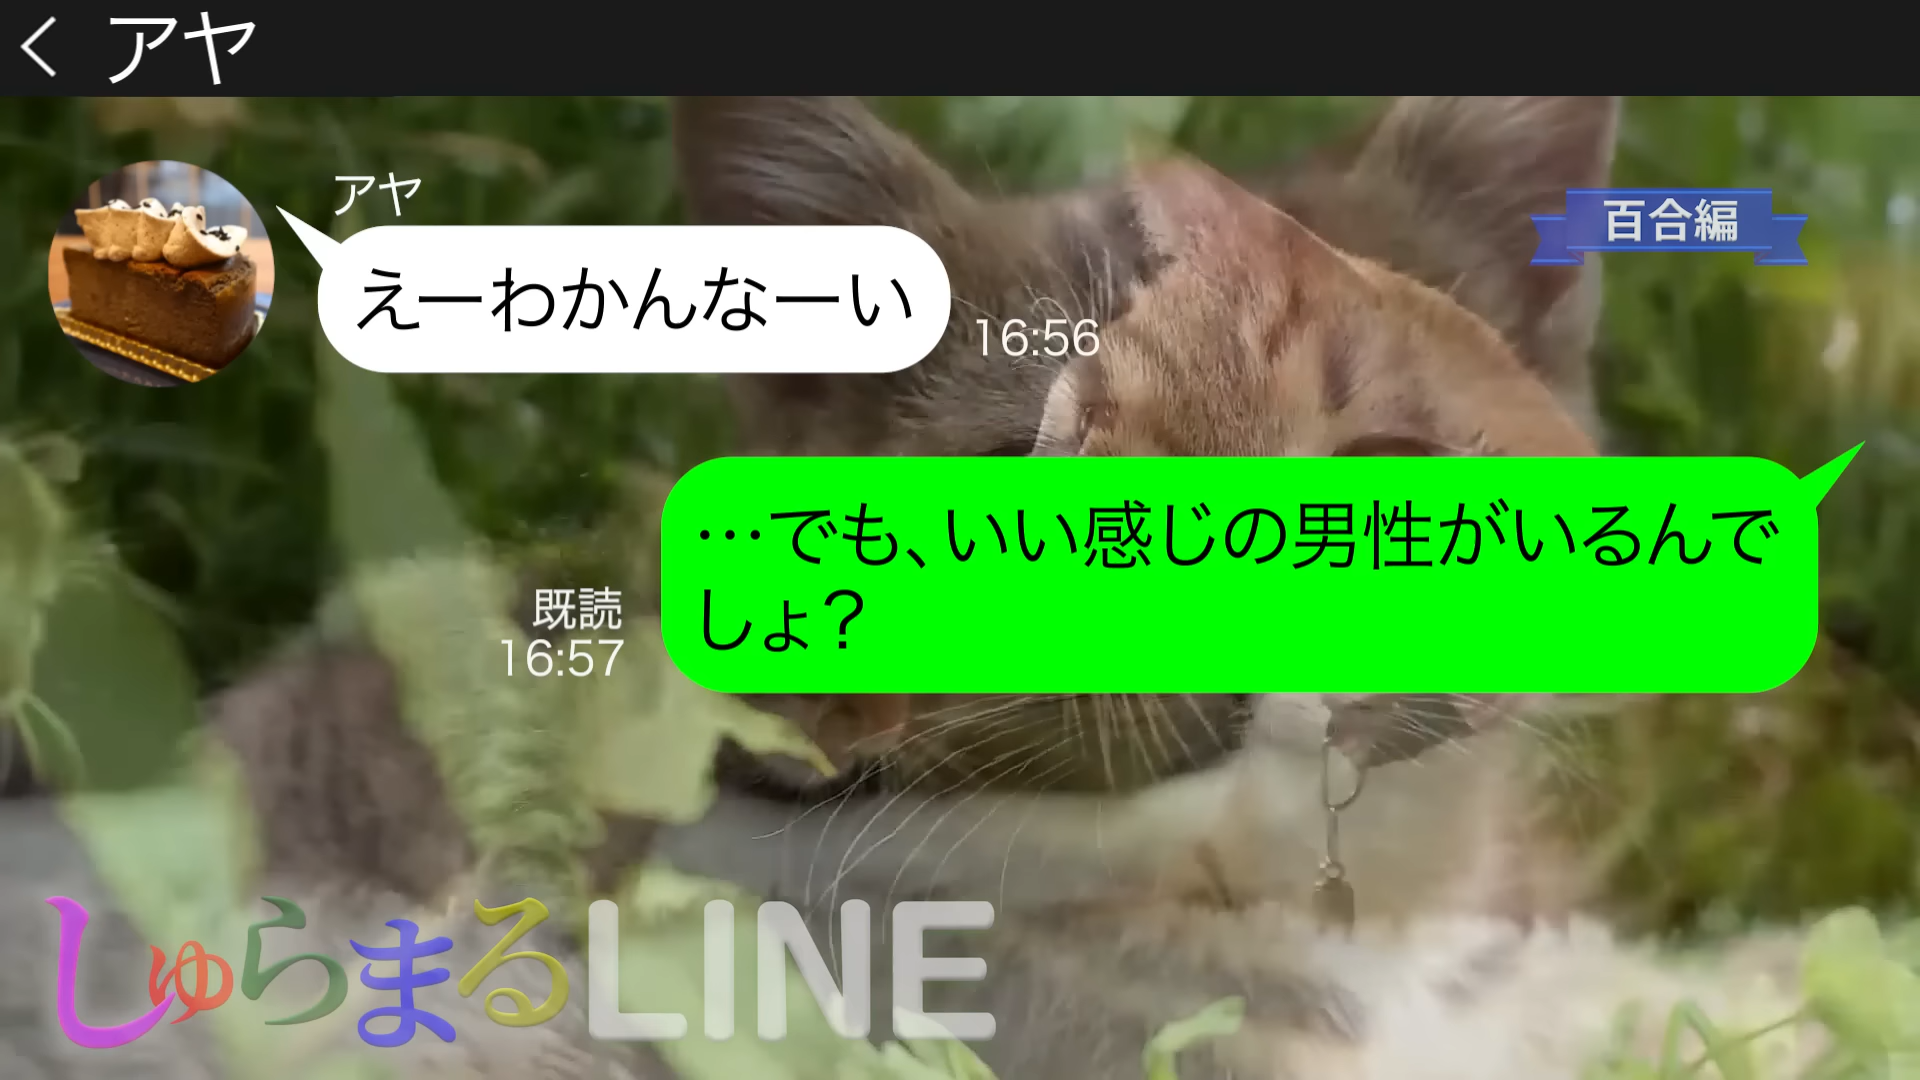 アヤ
アヤ
百合編
えーわかんなーい
16:56
…でも、いい感じの男性がいるんで
しょ？
既読
16:57
しゅらまるLINE